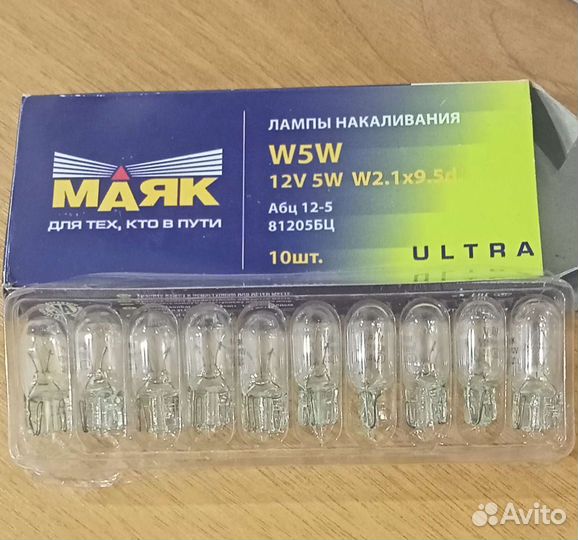 МАЯК
ДЛЯ ТЕХ, КТО В ПУТИ
ЛАМПЫ НАКАЛИВАНИЯ
W5W
12V 5W W2.1x9.5d
Абц 12-5
81205БЦ
10шт.
ULTRA
Avito